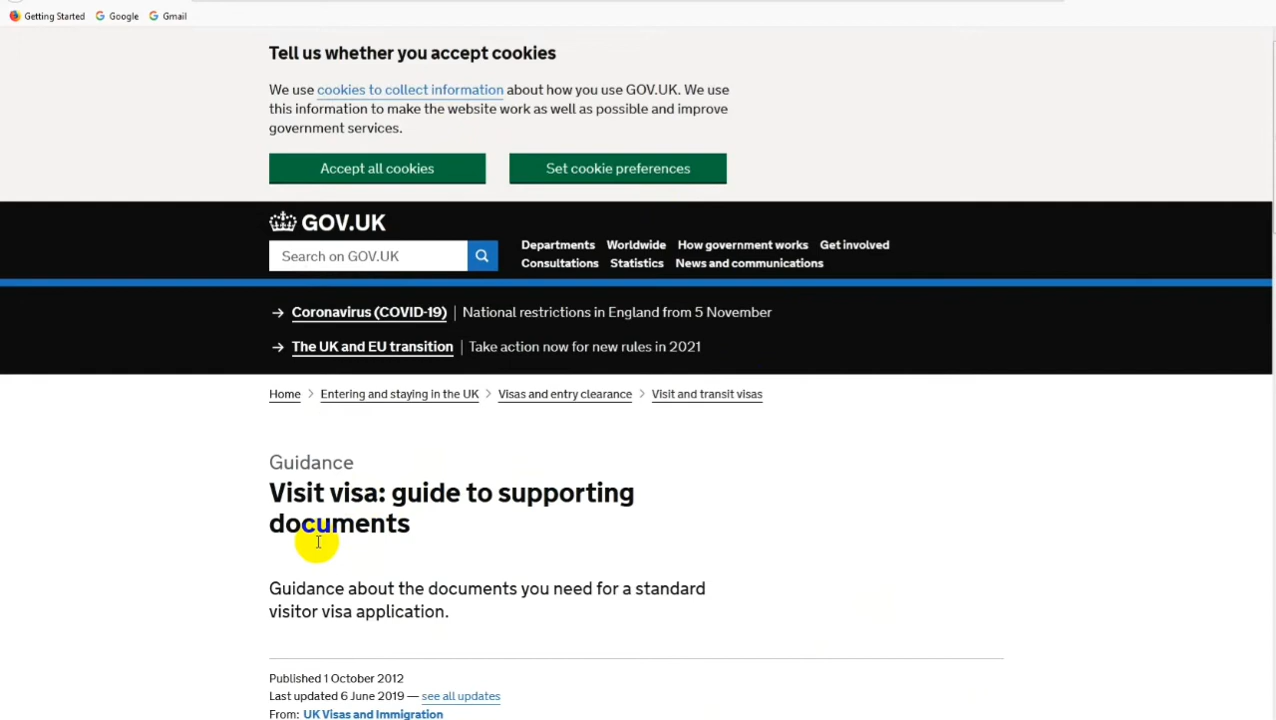 Getting Started Google Gmail
Tell us whether you accept cookies
We use cookies to collect information about how you use GOV.UK. We use
this information to make the website work as well as possible and improve
government services.
Accept all cookies Set cookie preferences
GOV.UK
Search on GOV.UK
Departments Worldwide How government works Get involved
Consultations Statistics News and communications
→ Coronavirus (COVID-19) | National restrictions in England from 5 November
→ The UK and EU transition | Take action now for new rules in 2021
Home > Entering and staying in the UK > Visas and entry clearance > Visit and transit visas
Guidance
Visit visa: guide to supporting
documents
Guidance about the documents you need for a standard
visitor visa application.
Published 1 October 2012
Last updated 6 June 2019 — see all updates
From: UK Visas and Immigration